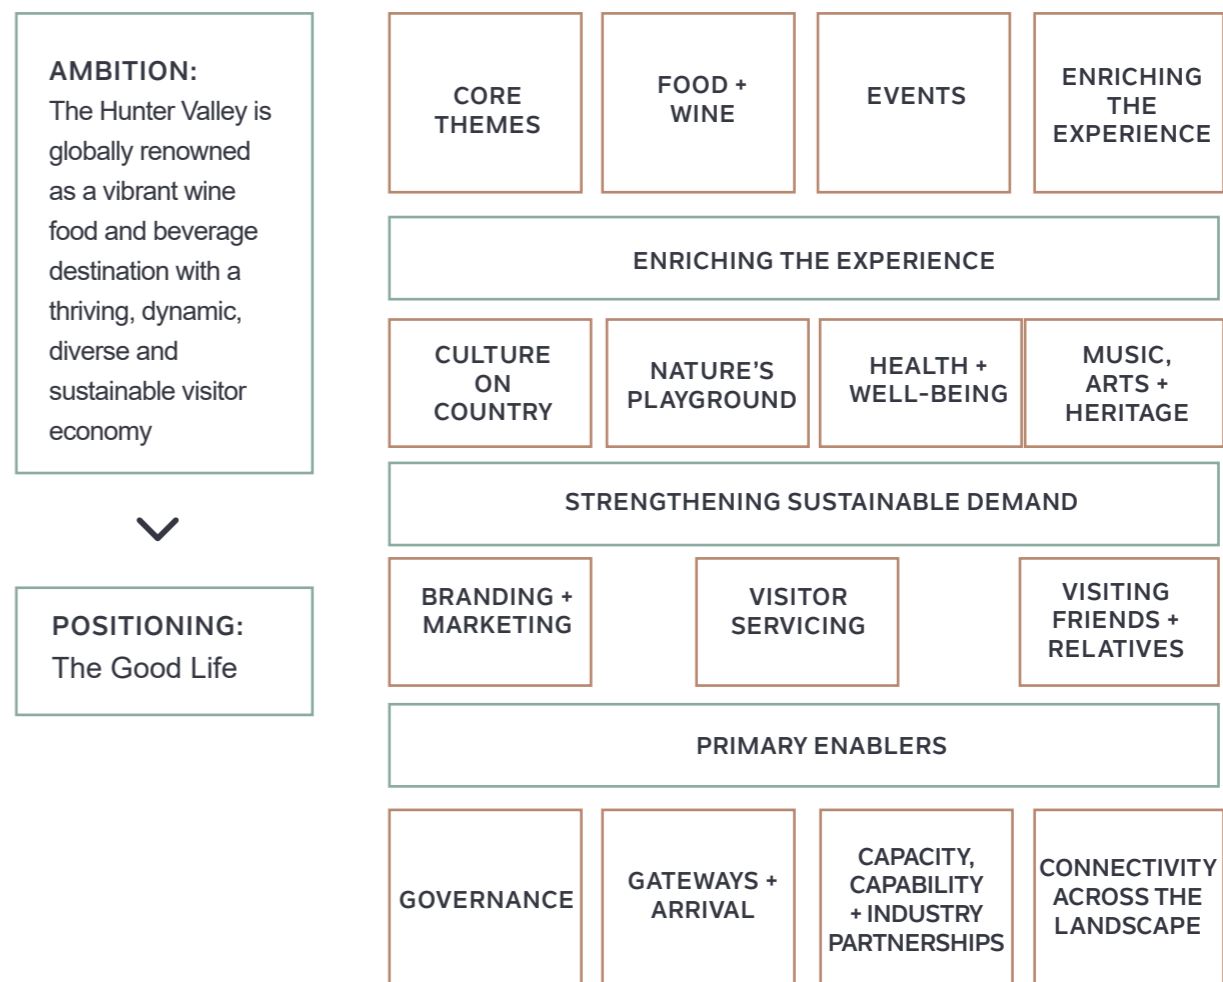 AMBITION:
The Hunter Valley is
globally renowned
as a vibrant wine
food and beverage
destination with a
thriving, dynamic,
diverse and
sustainable visitor
economy
POSITIONING:
The Good Life
CORE
THEMES
FOOD +
WINE
EVENTS
ENRICHING
THE
EXPERIENCE
ENRICHING THE EXPERIENCE
CULTURE
ON
COUNTRY
NATURE’S
PLAYGROUND
HEALTH +
WELL-BEING
MUSIC,
ARTS +
HERITAGE
STRENGTHENING SUSTAINABLE DEMAND
BRANDING +
MARKETING
VISITOR
SERVICING
VISITING
FRIENDS +
RELATIVES
PRIMARY ENABLERS
GOVERNANCE
GATEWAYS +
ARRIVAL
CAPACITY,
CAPABILITY
+ INDUSTRY
PARTNERSHIPS
CONNECTIVITY
ACROSS THE
LANDSCAPE